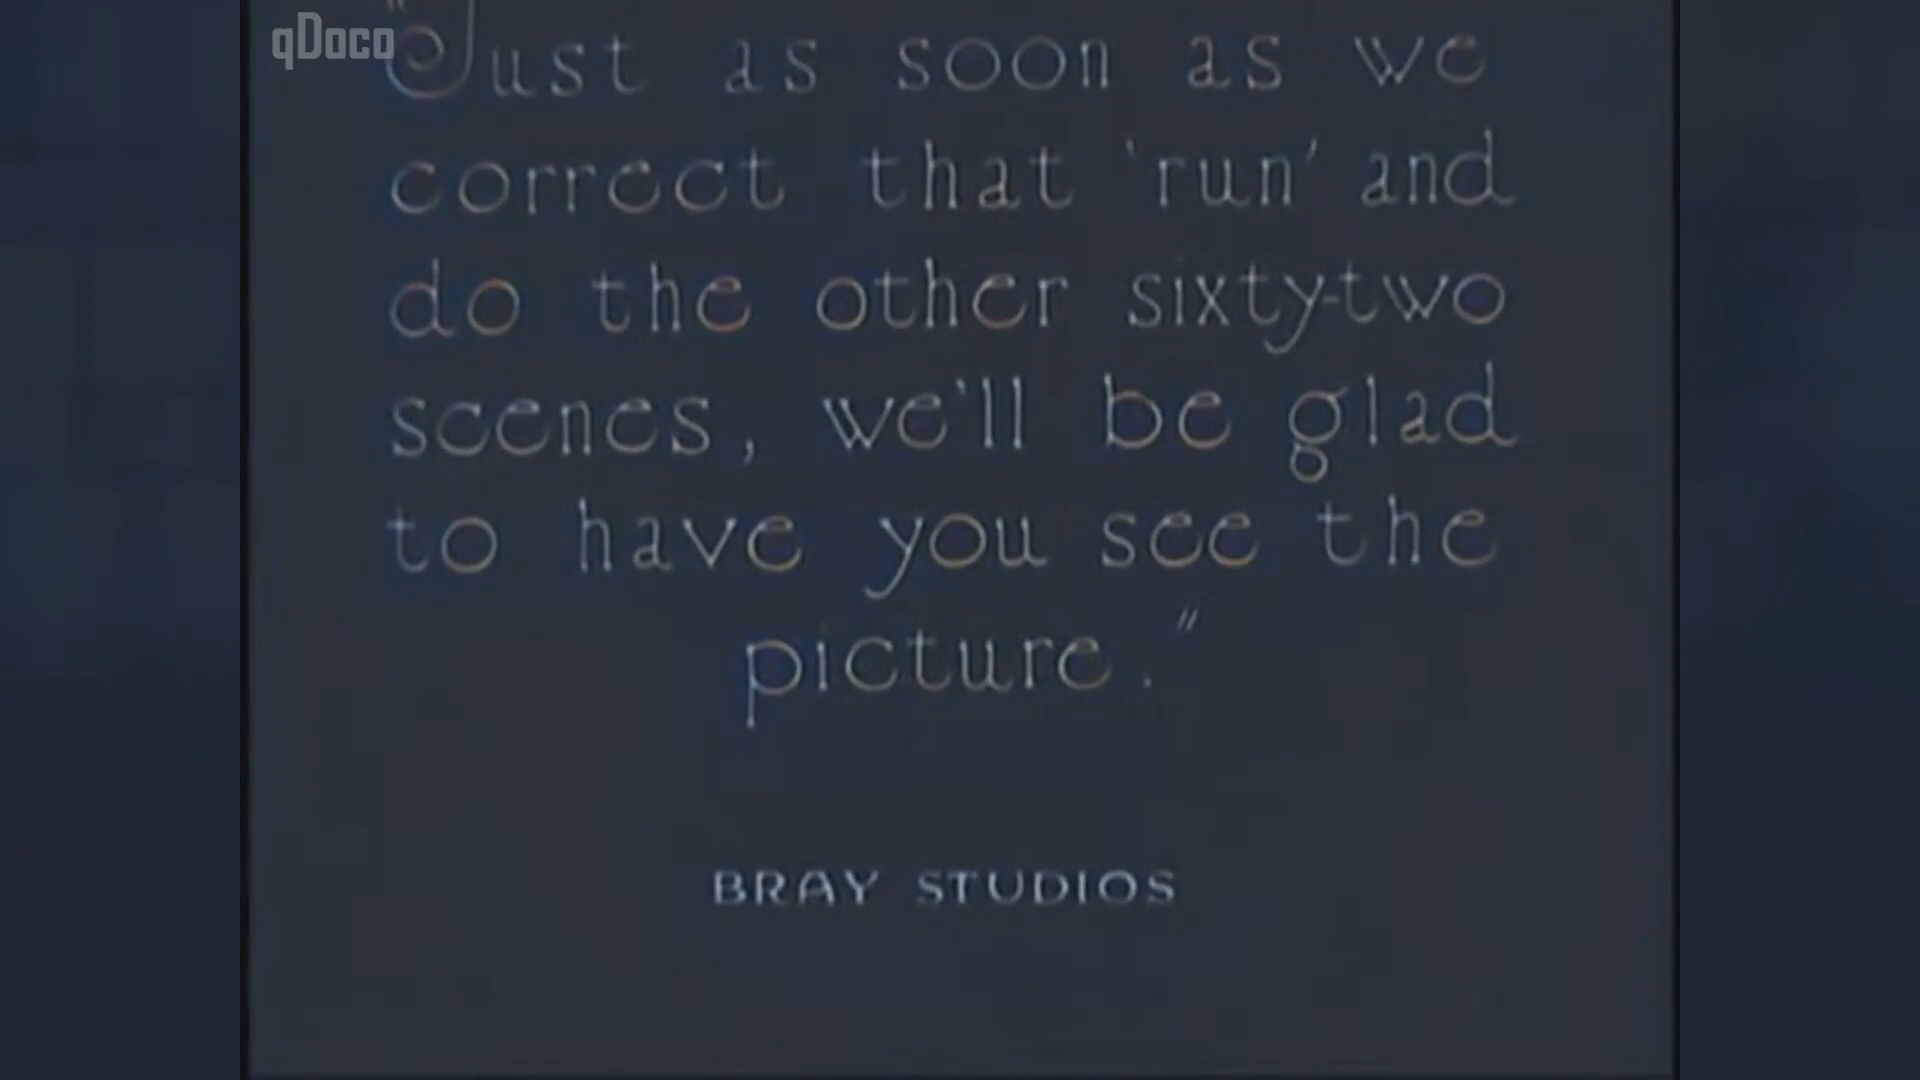 qDoco
"Just as soon as we
correct that 'run' and
do the other sixty-two
scenes, we'll be glad
to have you see the
picture."
BRAY STUDIOS